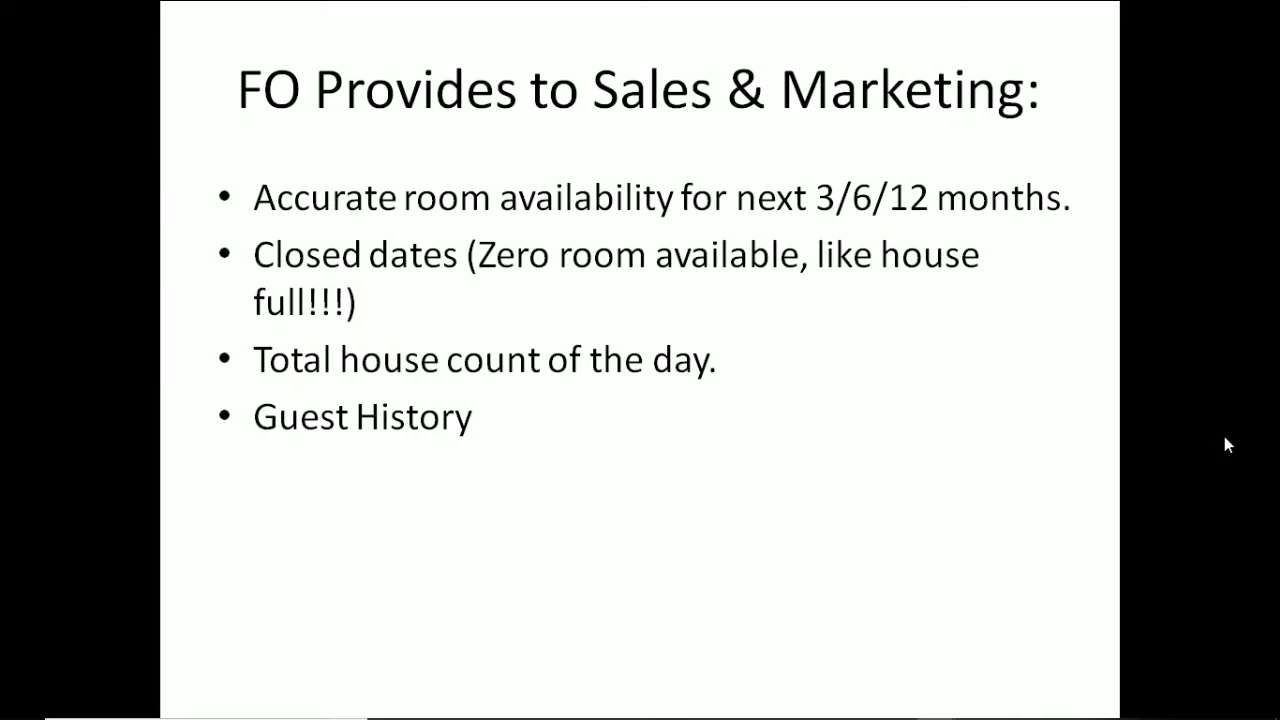 FO Provides to Sales & Marketing:
• Accurate room availability for next 3/6/12 months.
• Closed dates (Zero room available, like house
full!!!)
• Total house count of the day.
• Guest History